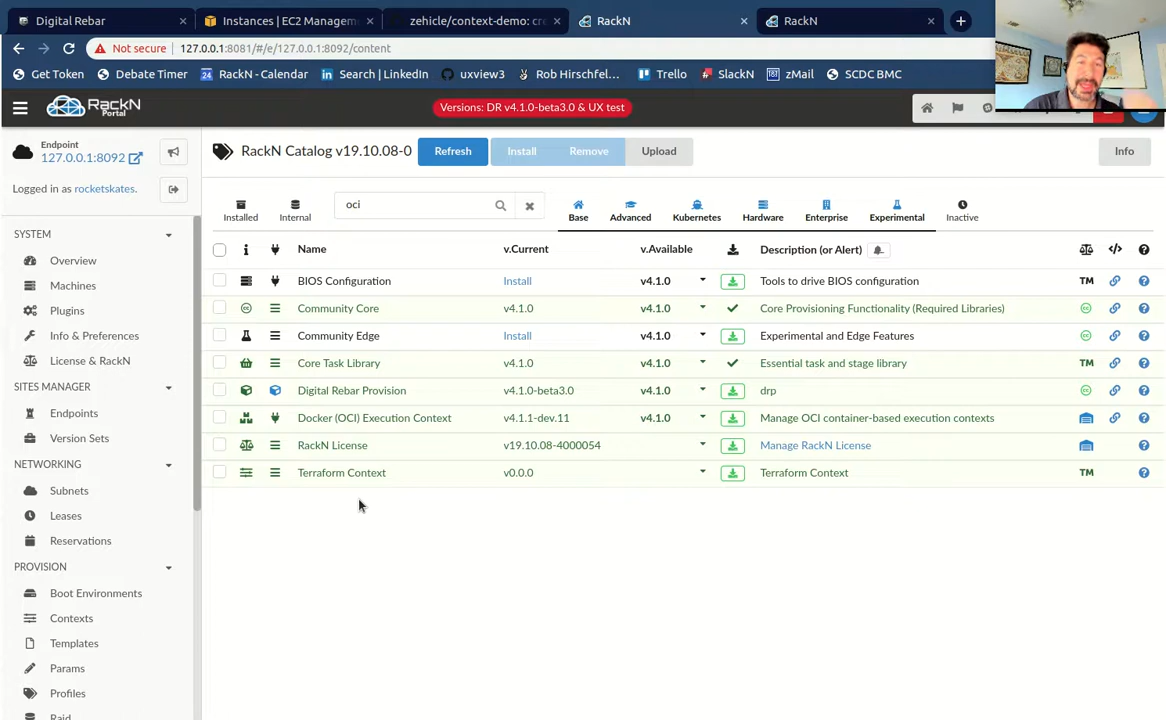 Digital Rebar
Instances | EC2 Managem
zehicle/context-demo: cre
RackN
RackN
Not secure
127.0.0.1:8081/#/e/127.0.0.1:8092/content
Get Token
Debate Timer
RackN - Calendar
Search | LinkedIn
uxview3
Rob Hirschfel...
Trello
SlackN
zMail
SCDC BMC
RackN
Portal
Versions: DR v4.1.0-beta3.0 & UX test
Endpoint
127.0.0.1:8092
Logged in as rocketskates.
RackN Catalog v19.10.08-0
Refresh
Install
Remove
Upload
Info
Installed
Internal
oci
Base
Advanced
Kubernetes
Hardware
Enterprise
Experimental
Inactive
Name v.Current v.Available Description (or Alert)
BIOS Configuration Install v4.1.0 Tools to drive BIOS configuration TM
Community Core v4.1.0 v4.1.0 Core Provisioning Functionality (Required Libraries)
Community Edge Install v4.1.0 Experimental and Edge Features
Core Task Library v4.1.0 v4.1.0 Essential task and stage library TM
Digital Rebar Provision v4.1.0-beta3.0 v4.1.0 drp
Docker (OCI) Execution Context v4.1.1-dev.11 v4.1.0 Manage OCI container-based execution contexts
RackN License v19.10.08-4000054 Manage RackN License
Terraform Context v0.0.0 Terraform Context TM
SYSTEM
Overview
Machines
Plugins
Info & Preferences
License & RackN
SITES MANAGER
Endpoints
Version Sets
NETWORKING
Subnets
Leases
Reservations
PROVISION
Boot Environments
Contexts
Templates
Params
Profiles
Raid